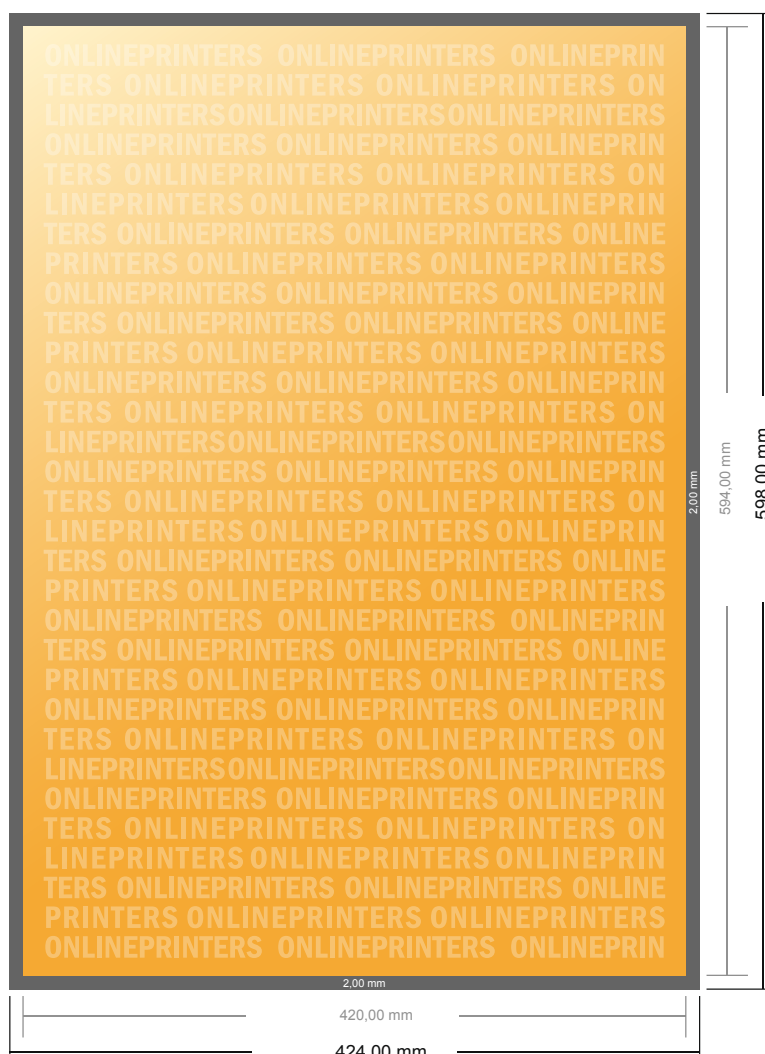 ONLINEPRINTERS ONLINEPRINTERS ONLINEPRIN
TERS ONLINEPRINTERS ONLINEPRINTERS ON
LINEPRINTERSONLINEPRINTERSONLINEPRINTERS
ONLINEPRINTERS ONLINEPRINTERS ONLINEPRIN
TERS ONLINEPRINTERS ONLINEPRINTERS ON
LINEPRINTERS ONLINEPRINTERS ONLINEPRIN
TERS ONLINEPRINTERS ONLINEPRINTERS ONLINE
PRINTERS ONLINEPRINTERS ONLINEPRINTERS
ONLINEPRINTERS ONLINEPRINTERS ONLINEPRIN
TERS ONLINEPRINTERS ONLINEPRINTERS ONLINE
PRINTERS ONLINEPRINTERS ONLINEPRINTERS
ONLINEPRINTERS ONLINEPRINTERS ONLINEPRIN
TERS ONLINEPRINTERS ONLINEPRINTERS ON
LINEPRINTERSONLINEPRINTERSONLINEPRINTERS
ONLINEPRINTERS ONLINEPRINTERS ONLINEPRIN
TERS ONLINEPRINTERS ONLINEPRINTERS ON
LINEPRINTERS ONLINEPRINTERS ONLINEPRIN
TERS ONLINEPRINTERS ONLINEPRINTERS ONLINE
PRINTERS ONLINEPRINTERS ONLINEPRINTERS
ONLINEPRINTERS ONLINEPRINTERS ONLINEPRIN
TERS ONLINEPRINTERS ONLINEPRINTERS ONLINE
PRINTERS ONLINEPRINTERS ONLINEPRINTERS
ONLINEPRINTERS ONLINEPRINTERS ONLINEPRIN
TERS ONLINEPRINTERS ONLINEPRINTERS ON
LINEPRINTERSONLINEPRINTERSONLINEPRINTERS
ONLINEPRINTERS ONLINEPRINTERS ONLINEPRIN
TERS ONLINEPRINTERS ONLINEPRINTERS ON
LINEPRINTERS ONLINEPRINTERS ONLINEPRIN
TERS ONLINEPRINTERS ONLINEPRINTERS ONLINE
PRINTERS ONLINEPRINTERS ONLINEPRINTERS
ONLINEPRINTERS ONLINEPRINTERS ONLINEPRIN
2,00 mm
594,00 mm
598,00 mm
2,00 mm
420,00 mm
424,00 mm